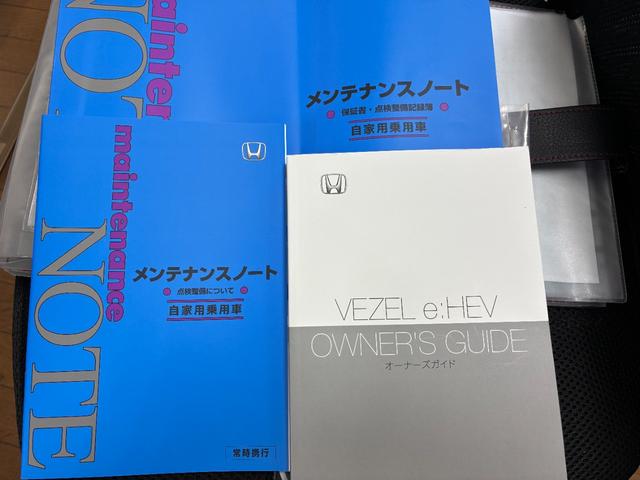 mainter
NOT
メンテナンスノート
保証書・点検整備記録簿
自家用乗用車
maintenance
NOTE
メンテナンスノート
点検整備について
自家用乗用車
常時携行
VEZEL e:HEV
OWNER'S GUIDE
オーナーズガイド